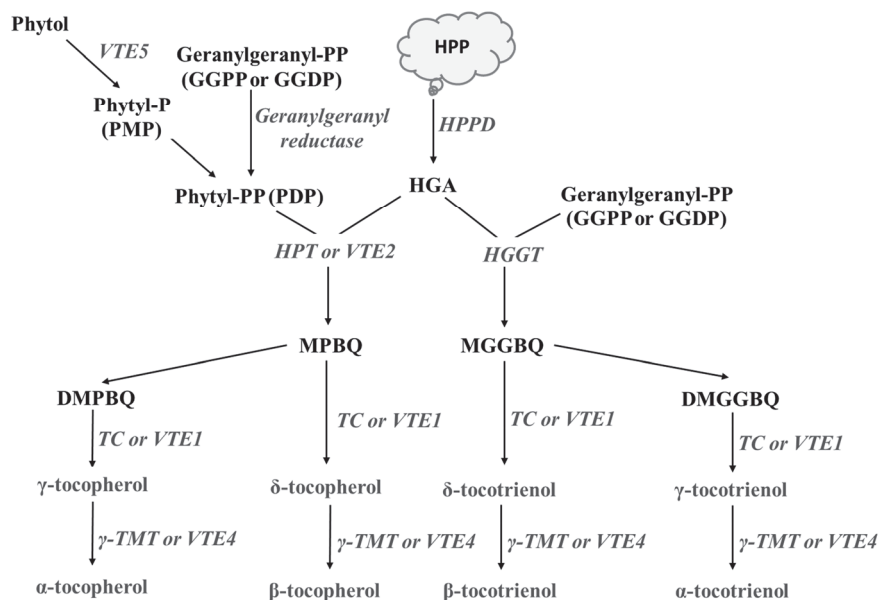 Phytol
VTE5
Geranylgeranyl-PP
(GGPP or GGDP)
HPP
Phytyl-P
(PMP)
Geranylgeranyl
reductase
HPPD
Phytyl-PP (PDP)
HGA
Geranylgeranyl-PP
(GGPP or GGDP)
HPT or VTE2
HGGT
MPBQ
MGGBQ
DMPBQ
DMGGBQ
TC or VTE1
TC or VTE1
TC or VTE1
TC or VTE1
γ-tocopherol
δ-tocopherol
δ-tocotrienol
γ-tocotrienol
γ-TMT or VTE4
γ-TMT or VTE4
γ-TMT or VTE4
γ-TMT or VTE4
α-tocopherol
β-tocopherol
β-tocotrienol
α-tocotrienol